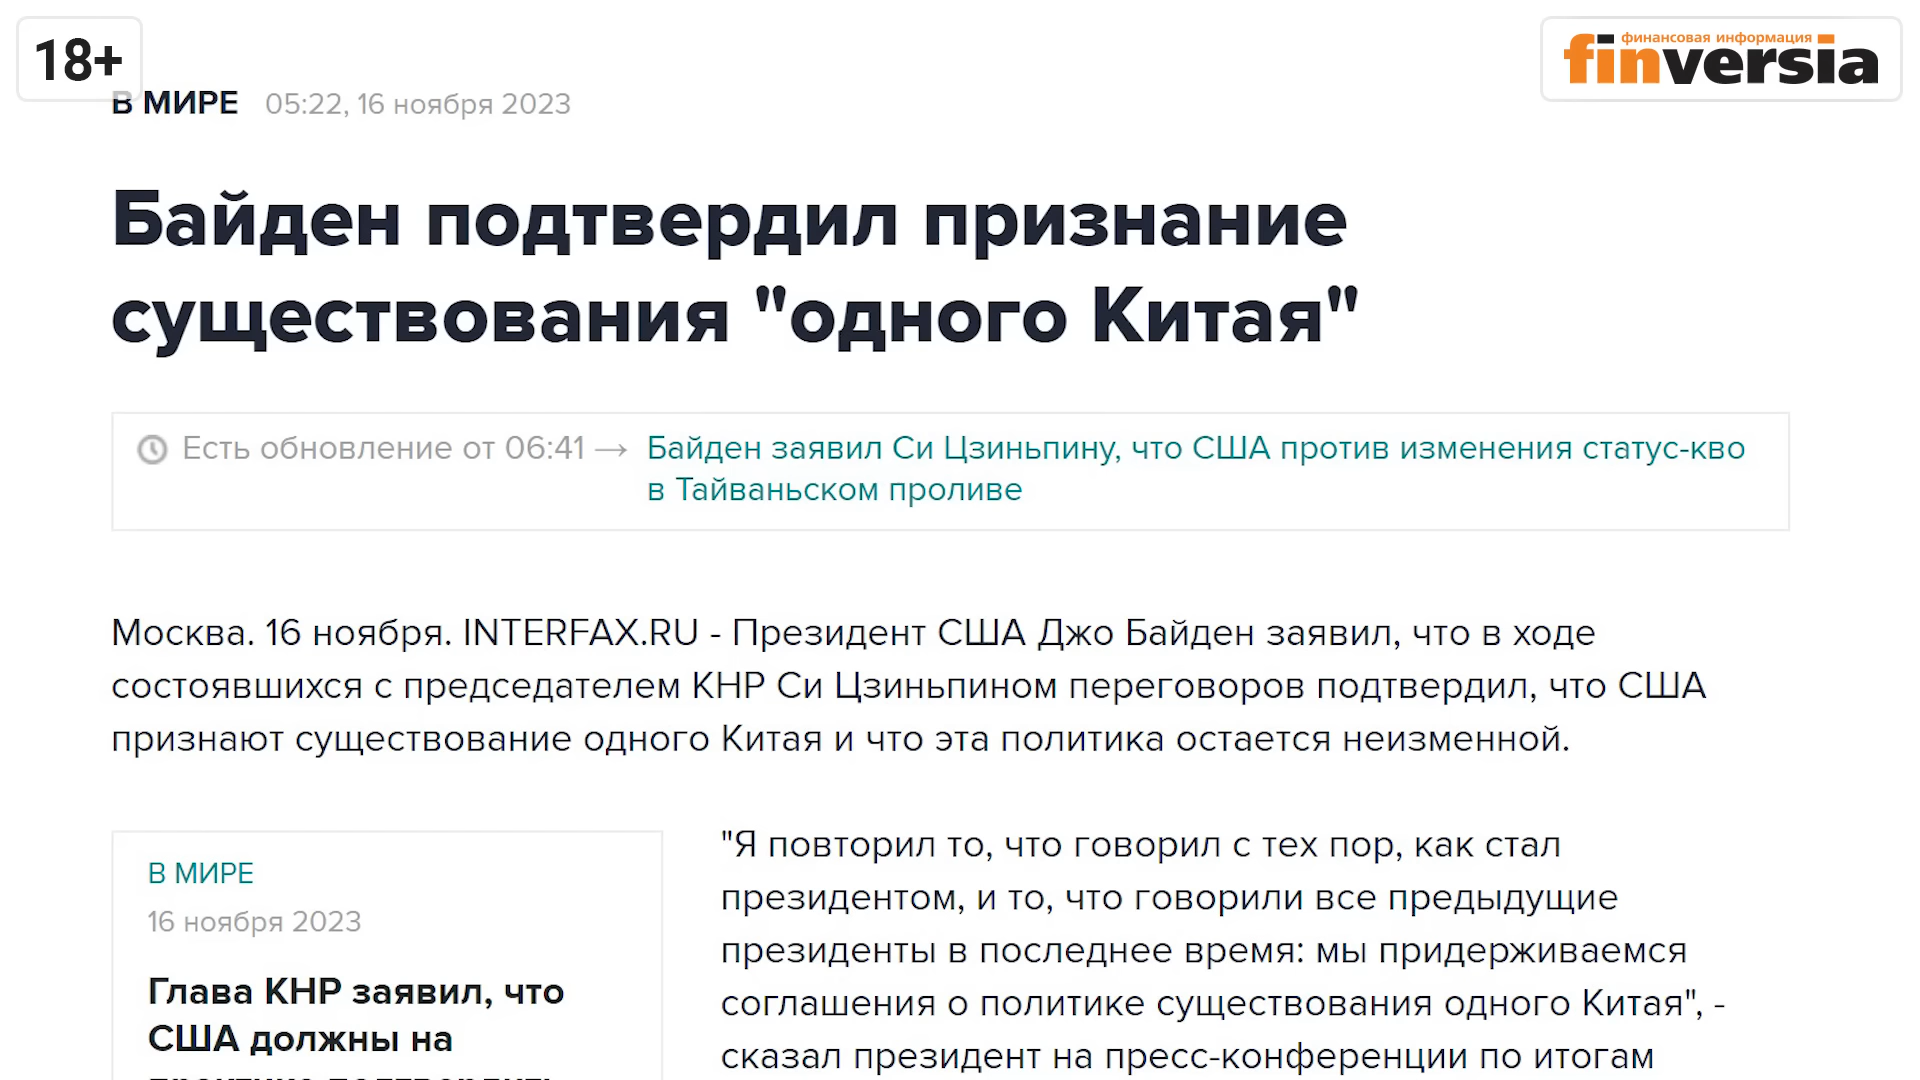 18+
финансовая информация
finversia
В МИРЕ 05:22, 16 ноября 2023
Байден подтвердил признание
существования "одного Китая"
Есть обновление от 06:41 → Байден заявил Си Цзиньпину, что США против изменения статус-кво
в Тайваньском проливе
Москва. 16 ноября. INTERFAX.RU - Президент США Джо Байден заявил, что в ходе
состоявшихся с председателем КНР Си Цзиньпином переговоров подтвердил, что США
признают существование одного Китая и что эта политика остается неизменной.
В МИРЕ
16 ноября 2023
Глава КНР заявил, что
США должны на
"Я повторил то, что говорил с тех пор, как стал
президентом, и то, что говорили все предыдущие
президенты в последнее время: мы придерживаемся
соглашения о политике существования одного Китая", -
сказал президент на пресс-конференции по итогам